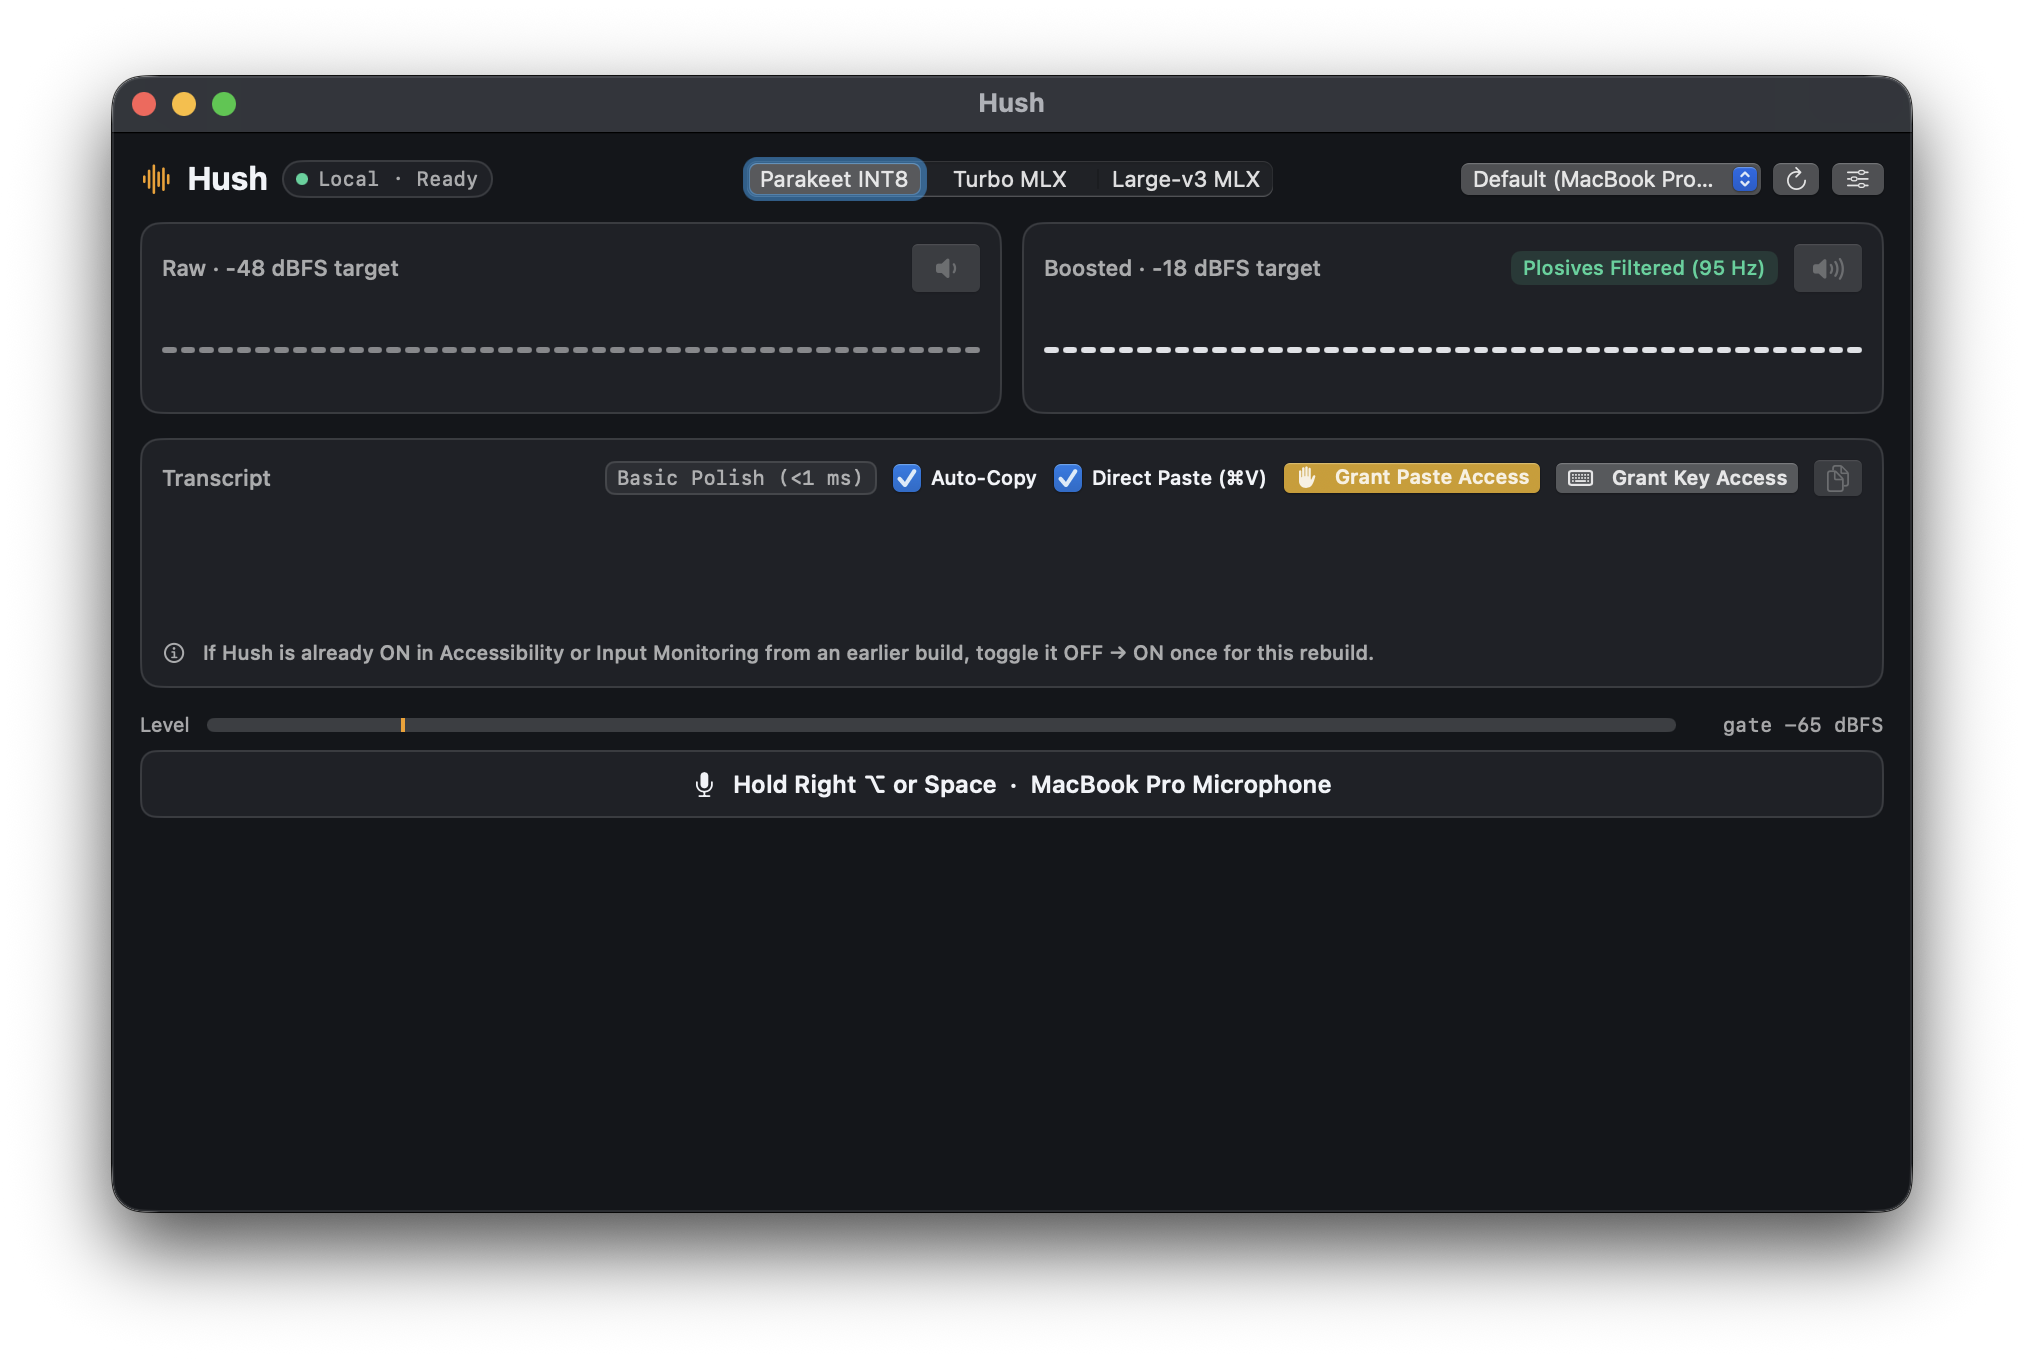 Hush
Hush
Local · Ready
Parakeet INT8
Turbo MLX
Large-v3 MLX
Default (MacBook Pro...
Raw · -48 dBFS target
Boosted · -18 dBFS target
Plosives Filtered (95 Hz)
Transcript
Basic Polish (<1 ms)
Auto-Copy
Direct Paste (⌘V)
Grant Paste Access
Grant Key Access
If Hush is already ON in Accessibility or Input Monitoring from an earlier build, toggle it OFF → ON once for this rebuild.
Level
gate −65 dBFS
Hold Right ⌥ or Space · MacBook Pro Microphone